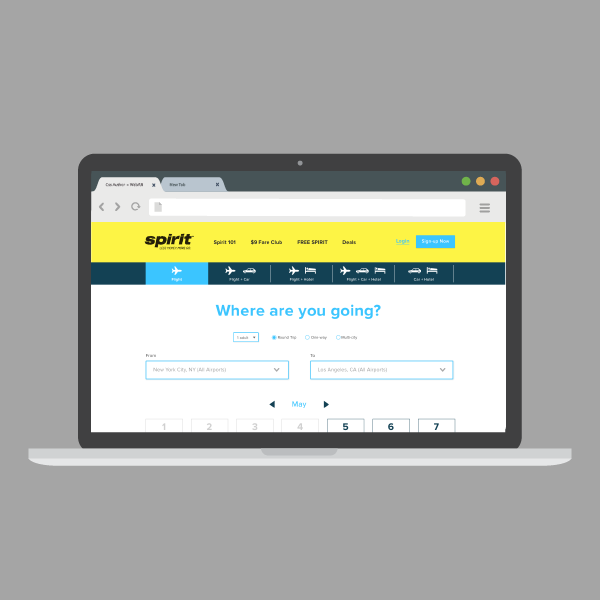 New Tab
spirit
Spirit 101
$9 Fare Club
FREE SPIRIT
Deals
Login
Sign-up Now
Flight
Flight + Car
Flight + Hotel
Flight + Car + Hotel
Car + Hotel
Where are you going?
1 adult
Round Trip
One-way
Multi-city
From
To
New York City, NY (All Airports)
Los Angeles, CA (All Airports)
May
1 2 3 4 5 6 7